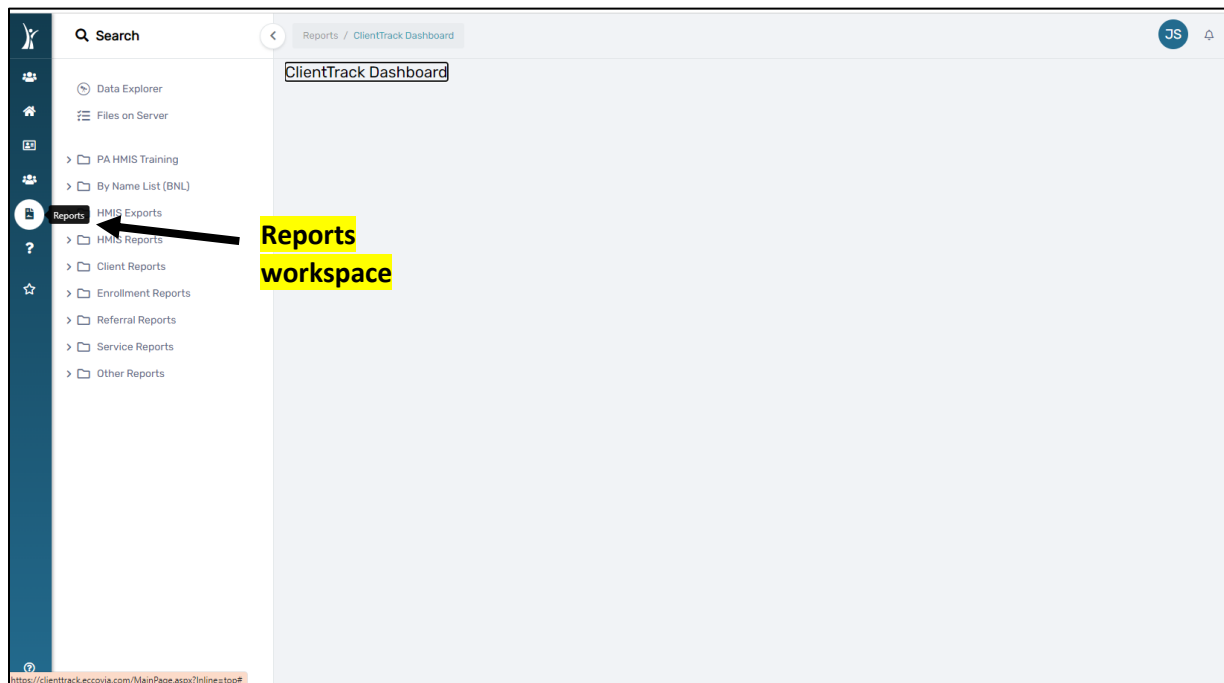 Search
Reports / ClientTrack Dashboard
JS
ClientTrack Dashboard
Data Explorer
Files on Server
PA HMIS Training
By Name List (BNL)
Reports
HMIS Exports
HMIS Reports
Client Reports
Enrollment Reports
Referral Reports
Service Reports
Other Reports
Reports
workspace
?
https://clienttrack.eccovia.com/MainPage.aspx?Inline=top#